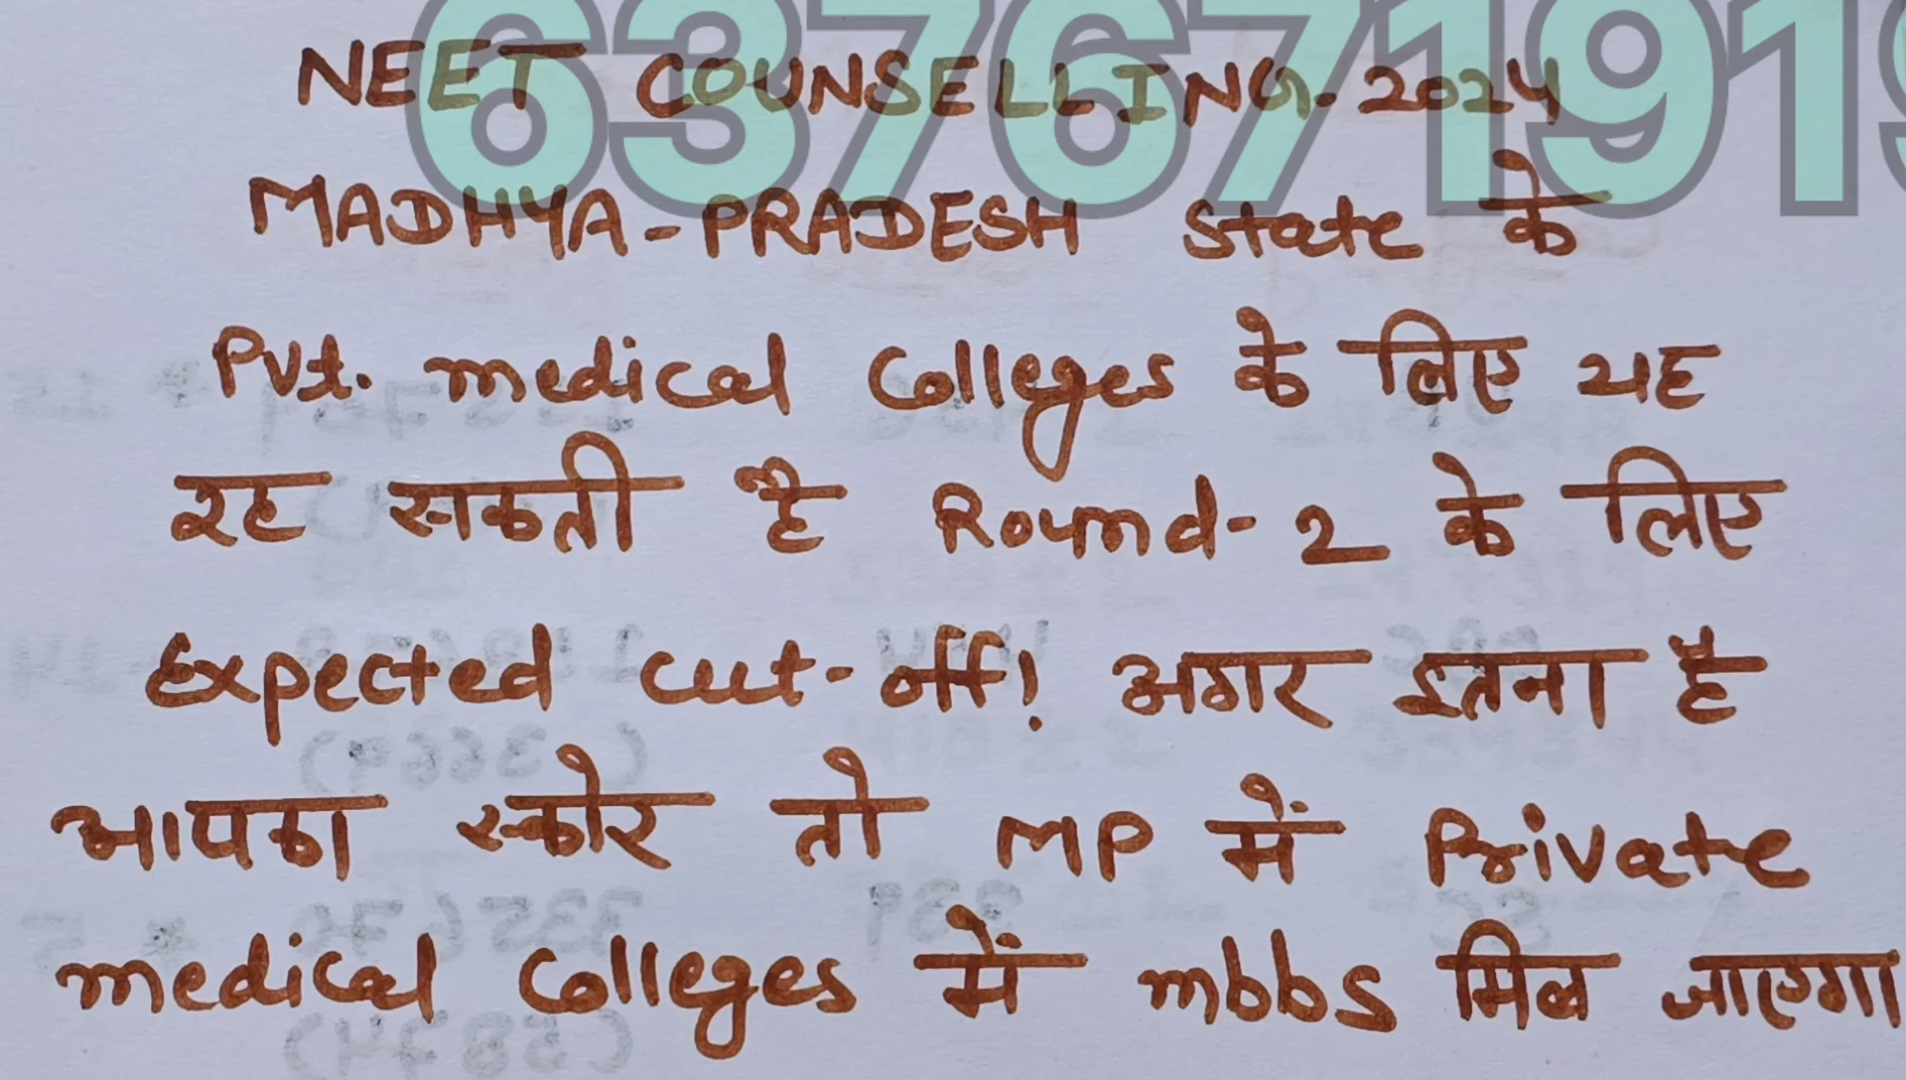 637671919
NEET COUNSELLING-2024
MADHYA-PRADESH State के
Pvt. medical Colleges के लिए यह
रह सकती है Round-2 के लिए
Expected cut-off! अगर इतना है
आपका स्कोर तो MP में Private
medical Colleges में mbbs मिल जाएगा